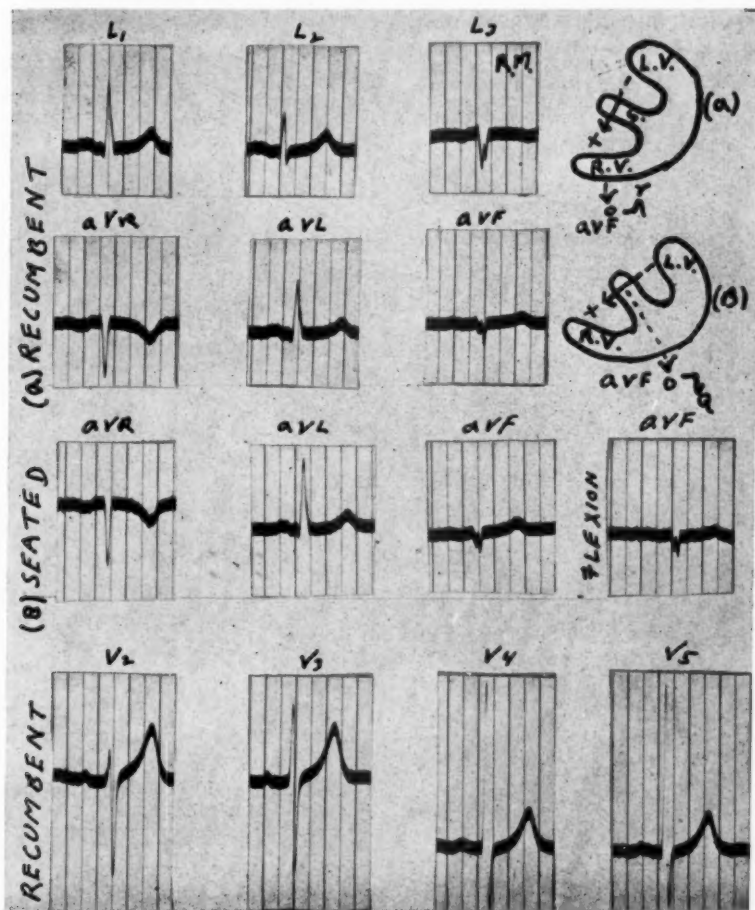 L1 L2 L3
R.M.
L.V.
(a)
X
S.
R.V.
r
aVF
(a) RECUMBENT
aVR aVL aVF
L.V.
(B)
X
R.V.
aVF
Q
(B) SEATED
aVR aVL aVF aVF
FLEXION
RECUMBENT
V2 V3 V4 V5